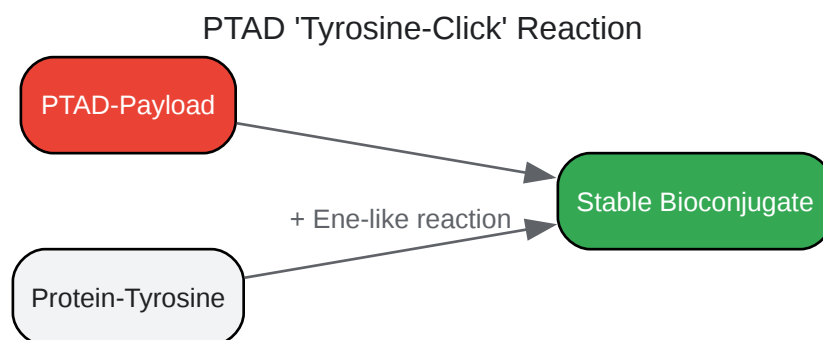 PTAD 'Tyrosine-Click' Reaction
PTAD-Payload
Stable Bioconjugate
+ Ene-like reaction
Protein-Tyrosine